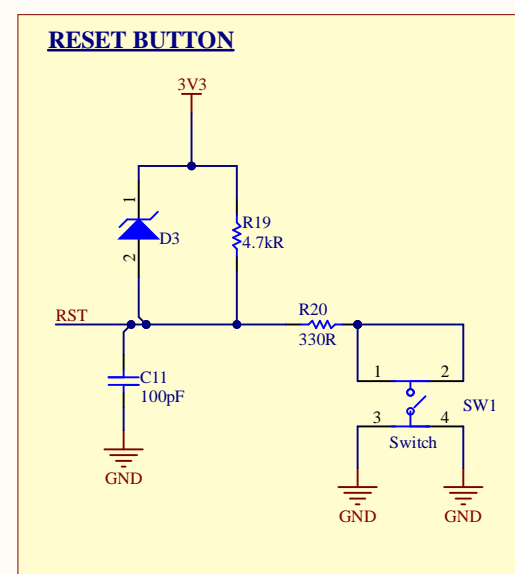 RESET BUTTON
3V3
1
D3
2
R19
4.7kR
RST
R20
330R
C11
100pF
GND
1
2
3
4
SW1
Switch
GND
GND